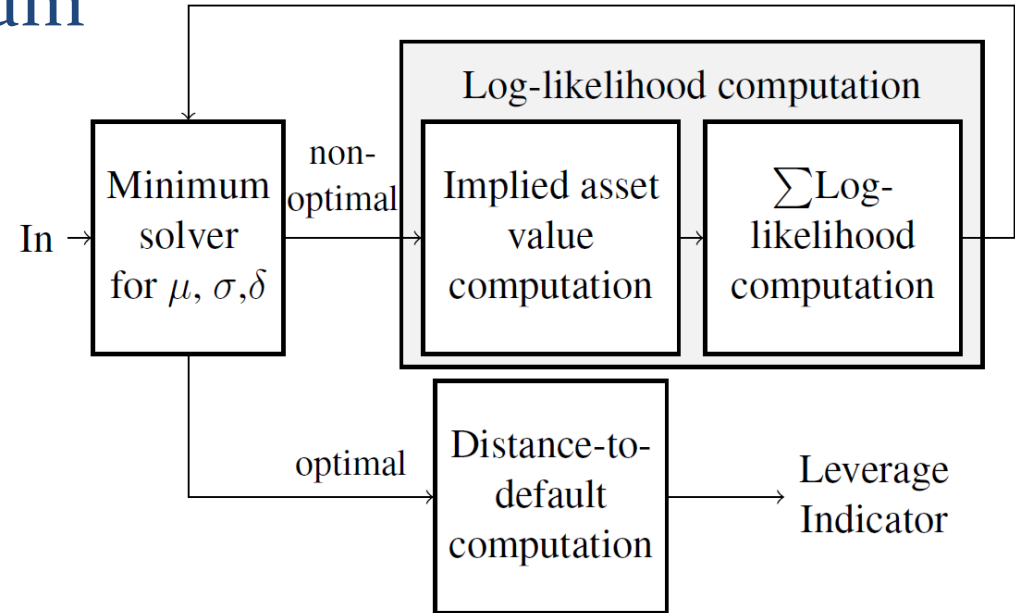 Log-likelihood computation
non-
optimal
In
Minimum
solver
for μ, σ,δ
Implied asset
value
computation
∑Log-
likelihood
computation
optimal
Distance-to-
default
computation
Leverage
Indicator